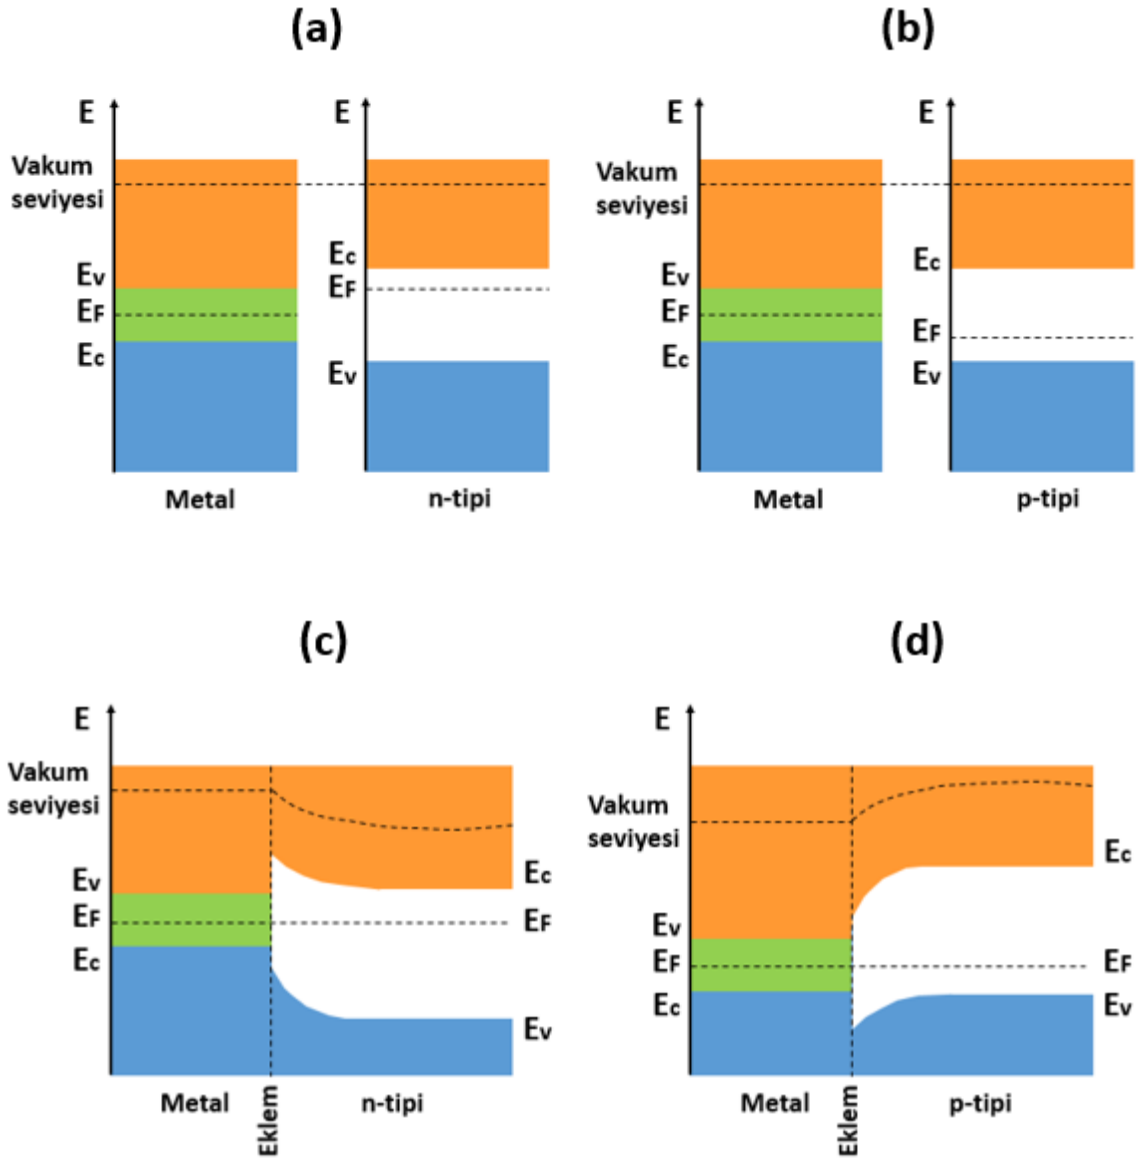 (a)
E
Vakum
seviyesi
Ev
EF
Ec
Metal
E
Ec
EF
Ev
n-tipi
(b)
E
Vakum
seviyesi
Ev
EF
Ec
Metal
E
Ec
EF
Ev
p-tipi
(c)
E
Vakum
seviyesi
Ev
EF
Ec
Ec
EF
Ev
Metal
Eklem
n-tipi
(d)
E
Vakum
seviyesi
Ev
EF
Ec
Ec
EF
Ev
Metal
Eklem
p-tipi